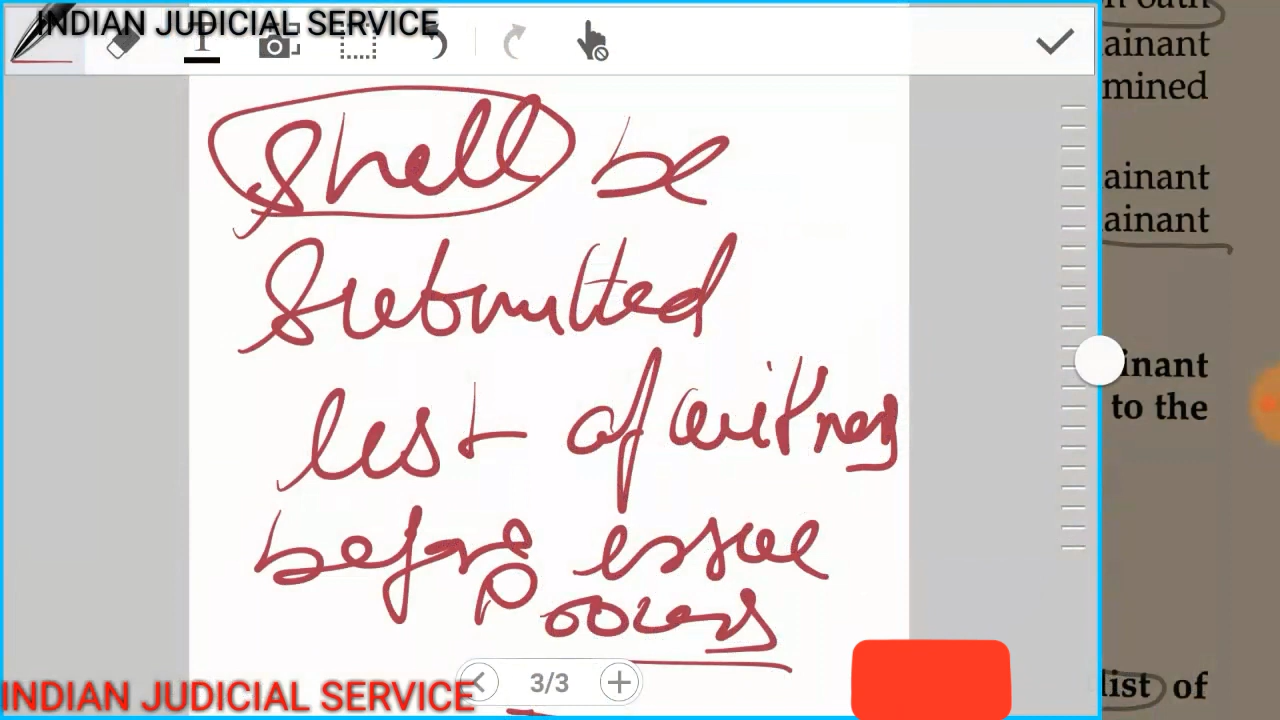 INDIAN JUDICIAL SERVICE
T
n oath
ainant
mined
ainant
ainant
Shall be
Submitted
list of witness
before issue
Process
inant
to the
3/3
list of
INDIAN JUDICIAL SERVICE